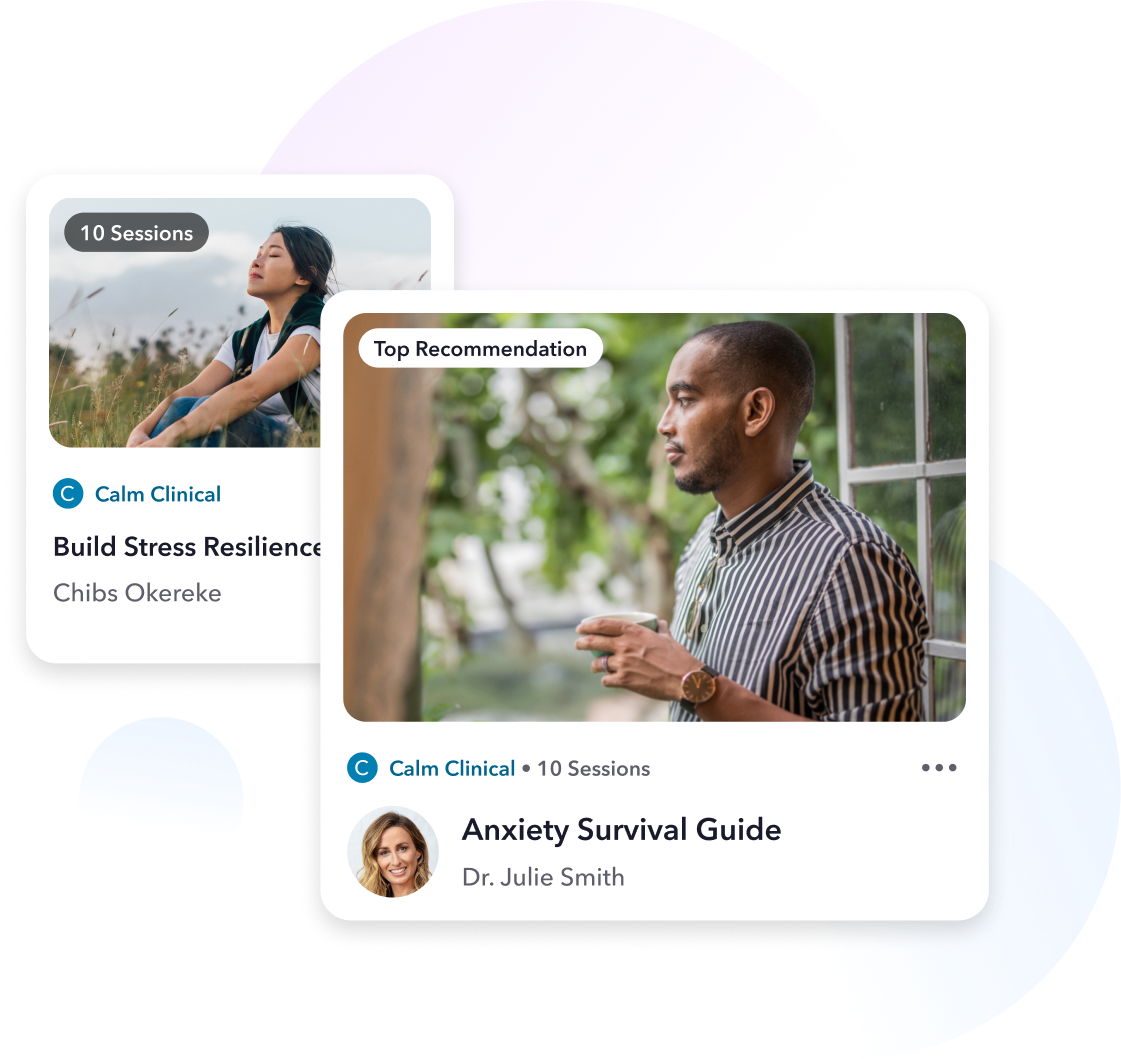 10 Sessions
C Calm Clinical
Build Stress Resilience
Chibs Okereke
Top Recommendation
C Calm Clinical • 10 Sessions
Anxiety Survival Guide
Dr. Julie Smith